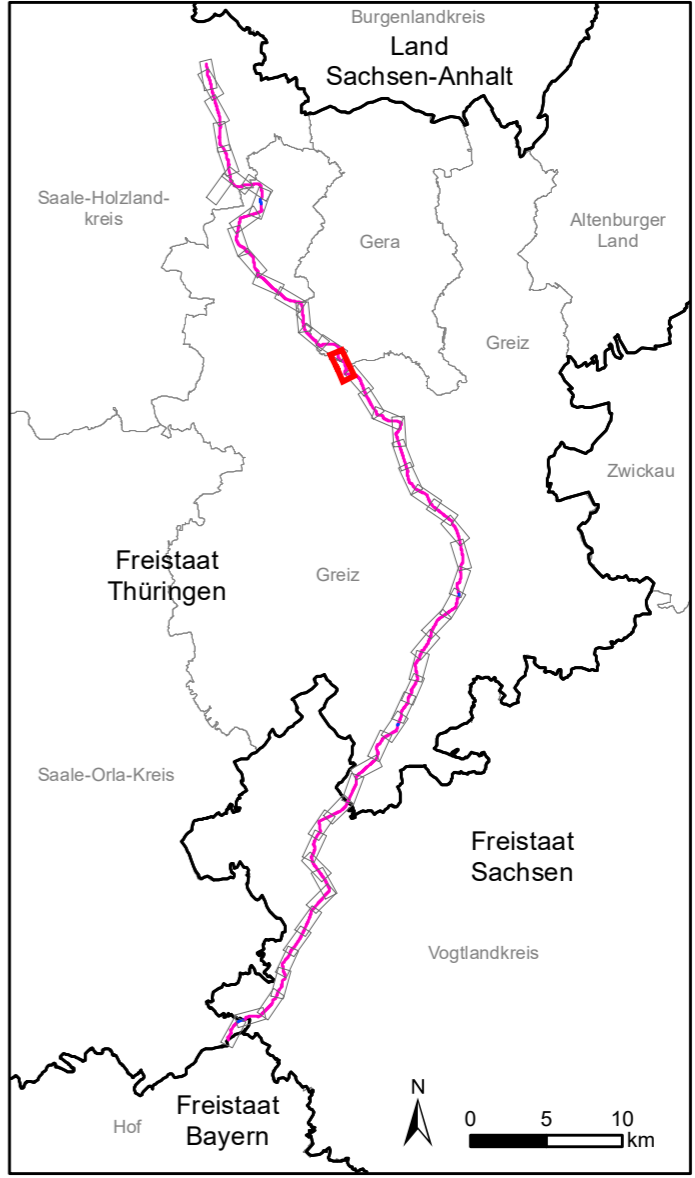 Burgenlandkreis
Land
Sachsen-Anhalt
Saale-Holzland-
kreis
Altenburger
Land
Gera
Greiz
Zwickau
Freistaat
Thüringen
Greiz
Saale-Orla-Kreis
Freistaat
Sachsen
Vogtlandkreis
Freistaat
Bayern
Hof
N
0 5 10
km